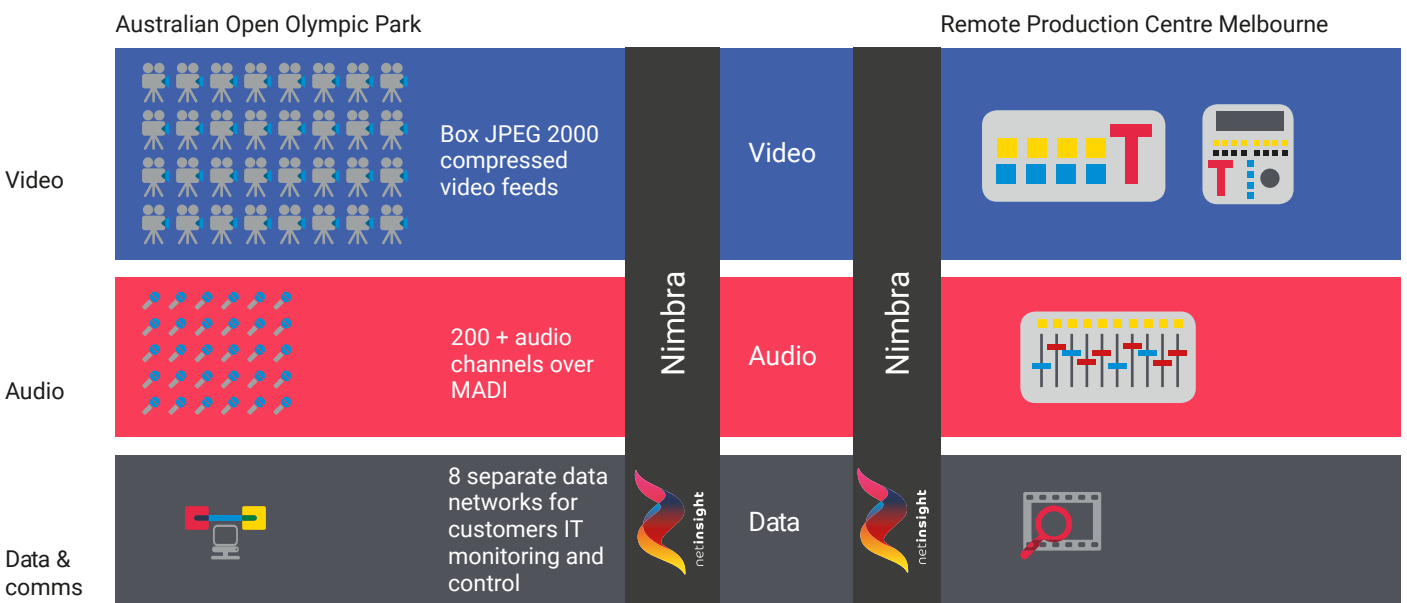 Australian Open Olympic Park
Remote Production Centre Melbourne
Video
Box JPEG 2000
compressed
video feeds
Video
Audio
200 + audio
channels over
MADI
Nimbra
Audio
Nimbra
Data &
comms
8 separate data
networks for
customers IT
monitoring and
control
netinsight
Data
netinsight